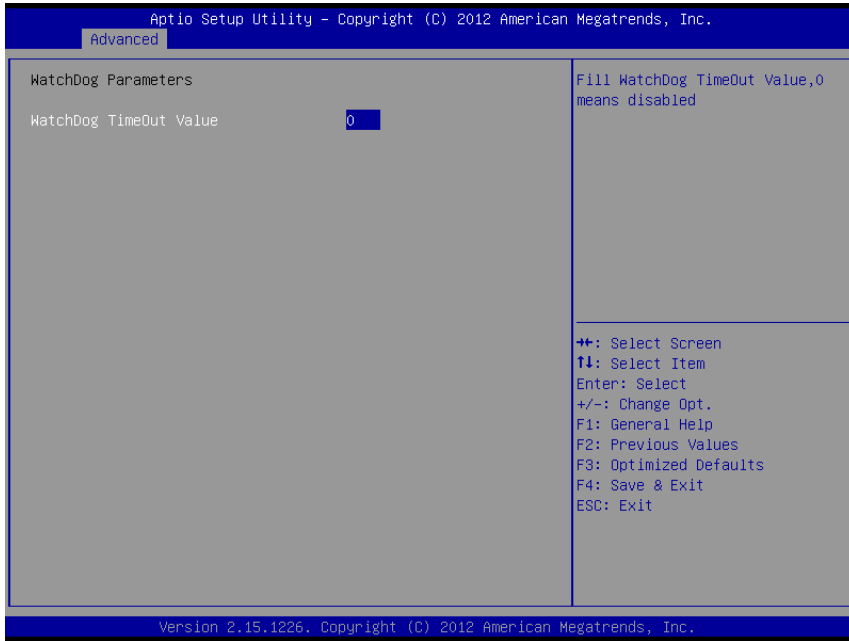 Aptio Setup Utility – Copyright (C) 2012 American Megatrends, Inc.
Advanced
WatchDog Parameters
WatchDog TimeOut Value 0
Fill WatchDog TimeOut Value,0
means disabled
→←: Select Screen
↑↓: Select Item
Enter: Select
+/-: Change Opt.
F1: General Help
F2: Previous Values
F3: Optimized Defaults
F4: Save & Exit
ESC: Exit
Version 2.15.1226. Copyright (C) 2012 American Megatrends, Inc.